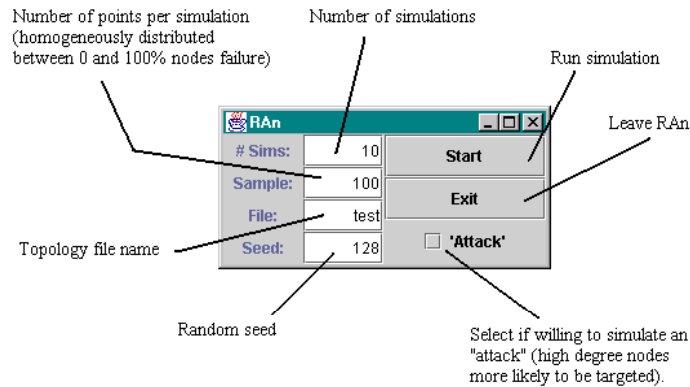 Number of points per simulation
(homogeneously distributed
between 0 and 100% nodes failure)
Number of simulations
Run simulation
Leave RAn
RAn
# Sims:
10
Start
Sample:
100
Exit
File:
test
Seed:
128
'Attack'
Topology file name
Random seed
Select if willing to simulate an
"attack" (high degree nodes
more likely to be targeted).